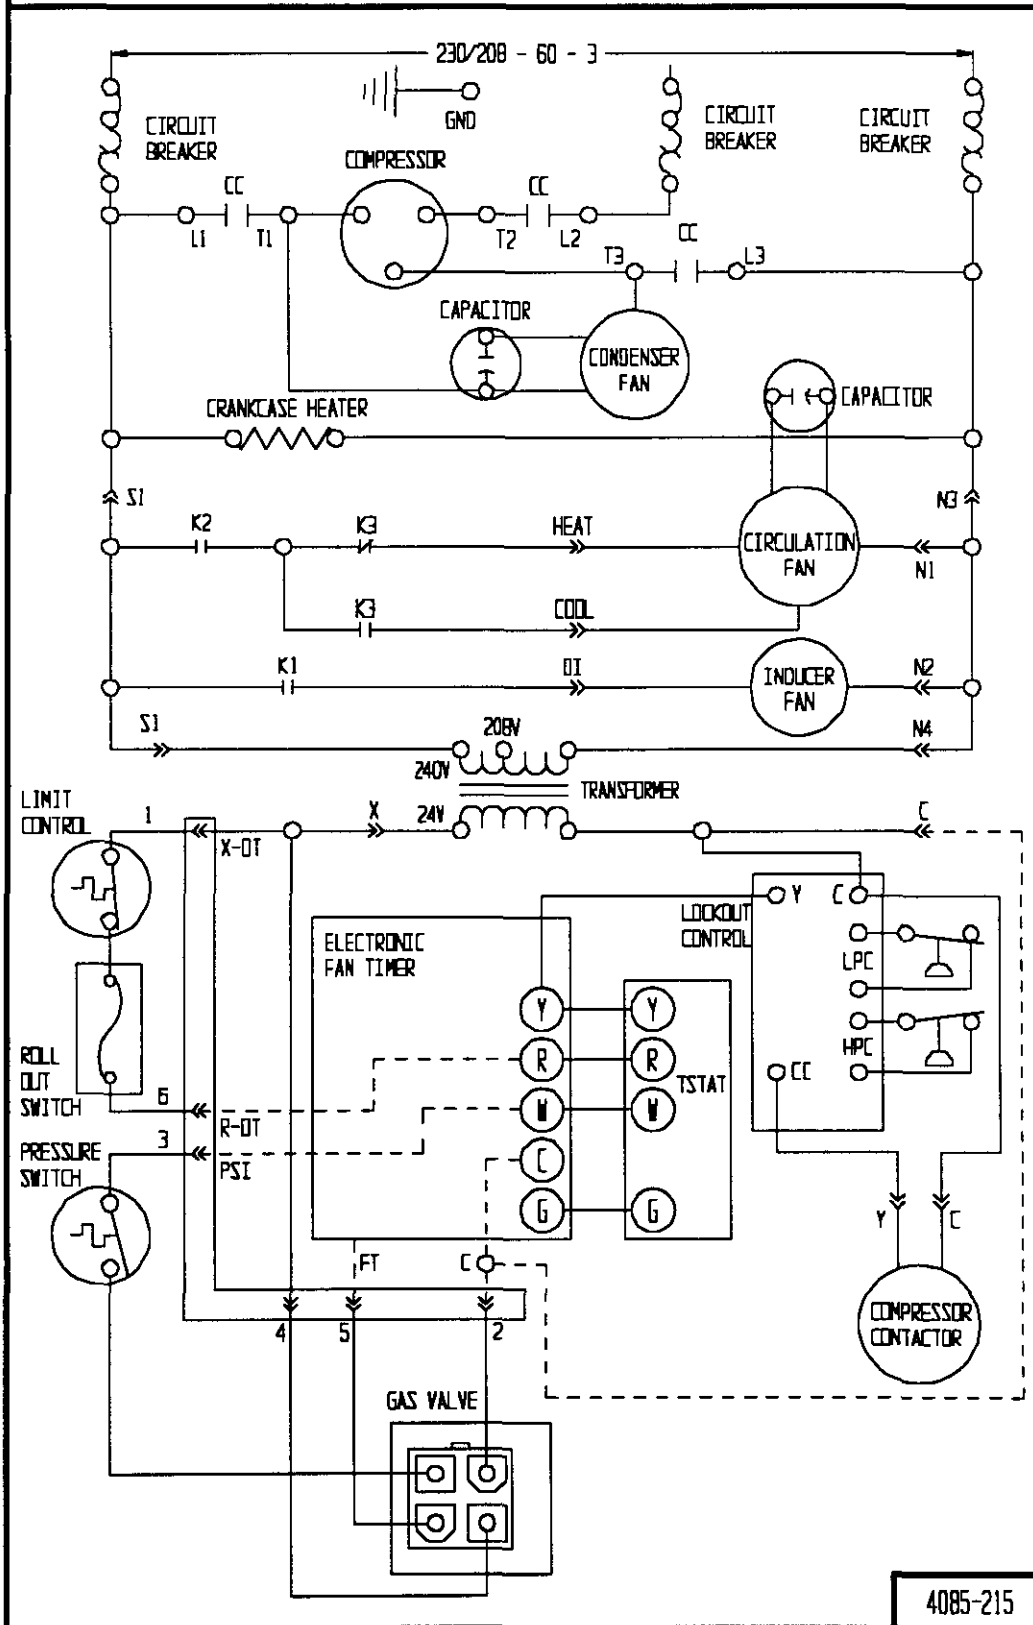 230/208 - 60 - 3
GND
CIRCUIT
BREAKER
CIRCUIT
BREAKER
CIRCUIT
BREAKER
COMPRESSOR
CC
CC
L1
T1
T2
L2
CC
T3
L3
CAPACITOR
CONDENSER
FAN
CAPACITOR
CRANKCASE HEATER
S1
N3
K2
K3
HEAT
CIRCULATION
FAN
N1
K3
COOL
K1
OI
INDUCER
FAN
N2
S1
208V
N4
240V
TRANSFORMER
LIMIT
CONTROL
1
X
24V
C
X-OT
LOCKOUT
CONTROL
Y
C
ELECTRONIC
FAN TIMER
LPC
Y
Y
R
R
TSTAT
HPC
CC
ROLL
OUT
SWITCH
6
R-OT
W
W
PRESSURE
SWITCH
3
PSI
C
G
G
Y
C
FT
C
4
5
2
COMPRESSOR
CONTACTOR
GAS VALVE
4085-215